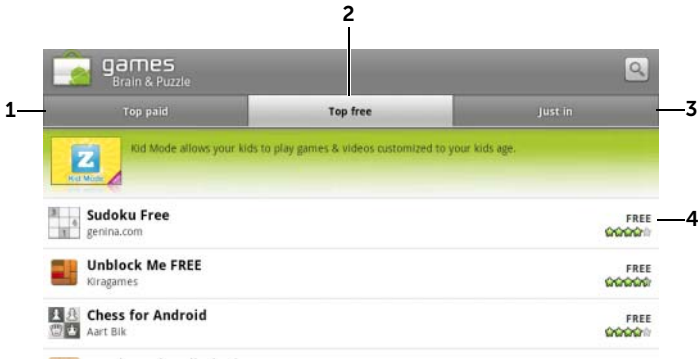 2
games
Brain & Puzzle
1
Top paid
Top free
Just in
3
Z
Kid Mode
Kid Mode allows your kids to play games & videos customized to your kids age.
Sudoku Free
genina.com
FREE
4
Unblock Me FREE
Kiragames
FREE
Chess for Android
Aart Bik
FREE